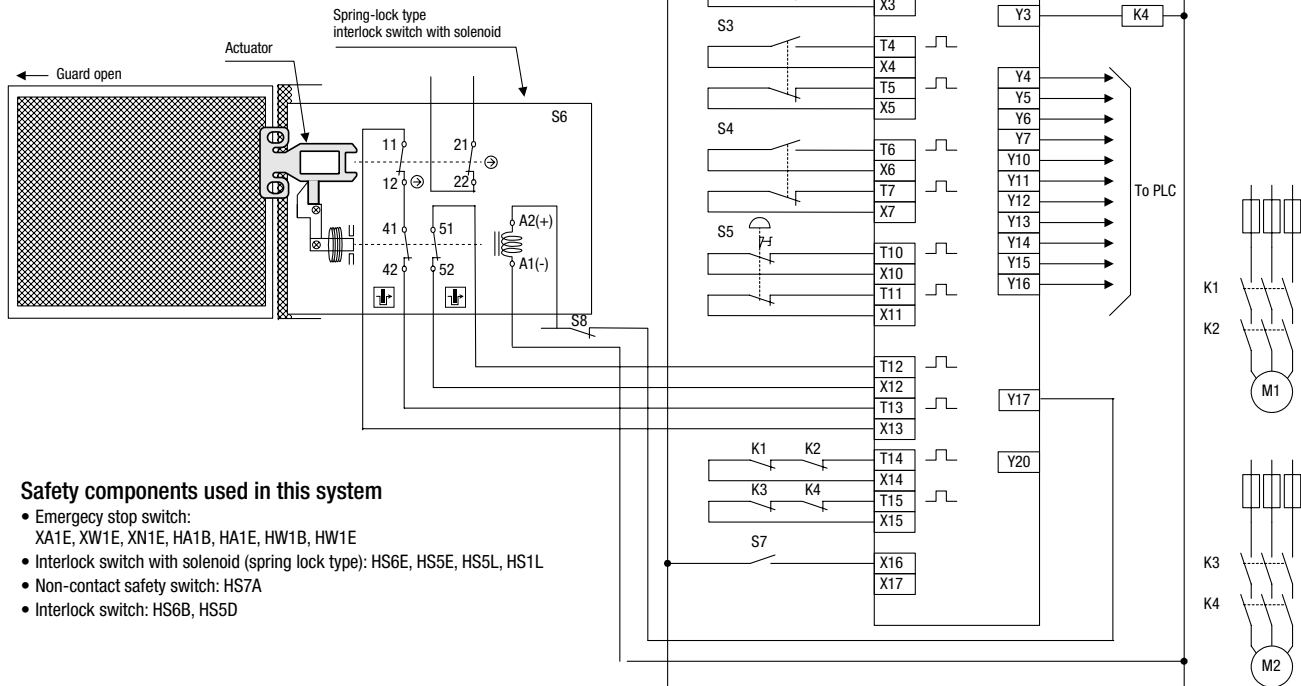 Spring-lock type
interlock switch with solenoid
Actuator
Guard open
S6
11
21
12
22
41
51
A2(+)
A1(-)
42
52
S8
X3
S3
T4
X4
T5
X5
S4
T6
X6
T7
X7
S5
T10
X10
T11
X11
T12
X12
T13
X13
K1 K2
T14
X14
K3 K4
T15
X15
S7
X16
X17
Y3
K4
Y4
Y5
Y6
Y7
Y10
Y11
Y12
Y13
Y14
Y15
Y16
To PLC
Y17
Y20
K1
K2
M1
K3
K4
M2
Safety components used in this system
• Emergecy stop switch:
XA1E, XW1E, XN1E, HA1B, HA1E, HW1B, HW1E
• Interlock switch with solenoid (spring lock type): HS6E, HS5E, HS5L, HS1L
• Non-contact safety switch: HS7A
• Interlock switch: HS6B, HS5D